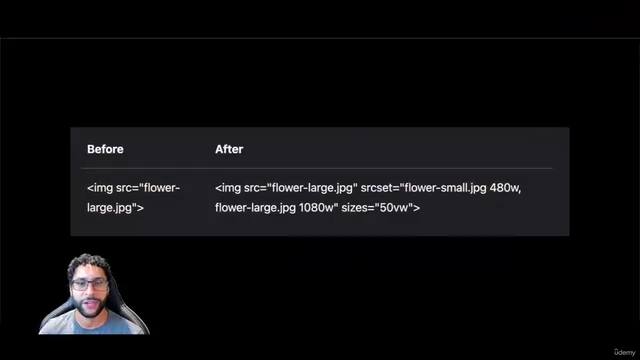 Before
After
<img src="flower-
large.jpg">
<img src="flower-large.jpg" srcset="flower-small.jpg 480w,
flower-large.jpg 1080w" sizes="50vw">
ûdemy